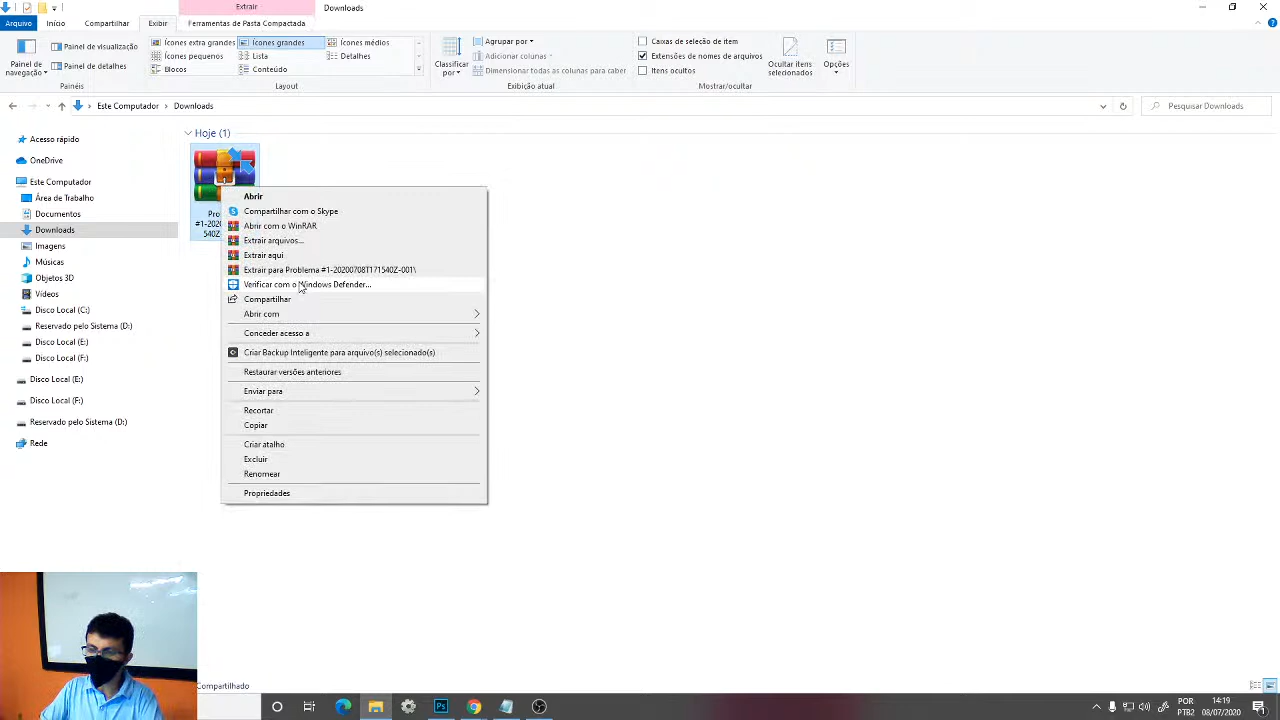 Extrair
Downloads
Arquivo
Início
Compartilhar
Exibir
Ferramentas de Pasta Compactada
Painel de navegação
Painel de visualização
Painel de detalhes
Painéis
Ícones extra grandes
Ícones grandes
Ícones médios
Ícones pequenos
Lista
Detalhes
Blocos
Conteúdo
Layout
Classificar por
Agrupar por
Adicionar colunas
Dimensionar todas as colunas para caber
Exibição atual
Caixas de seleção de item
Extensões de nomes de arquivos
Itens ocultos
Ocultar itens selecionados
Opções
Mostrar/ocultar
Este Computador
Downloads
Pesquisar Downloads
Acesso rápido
OneDrive
Este Computador
Área de Trabalho
Documentos
Downloads
Imagens
Músicas
Objetos 3D
Vídeos
Disco Local (C:)
Reservado pelo Sistema (D:)
Disco Local (E:)
Disco Local (F:)
Disco Local (E:)
Disco Local (F:)
Reservado pelo Sistema (D:)
Rede
Hoje (1)
Pro
#1-2020
540Z-
Abrir
Compartilhar com o Skype
Abrir com o WinRAR
Extrair arquivos...
Extrair aqui
Extrair para Problema #1-20200708T171540Z-001\
Verificar com o Windows Defender...
Compartilhar
Abrir com
Conceder acesso a
Criar Backup Inteligente para arquivo(s) selecionado(s)
Restaurar versões anteriores
Enviar para
Recortar
Copiar
Criar atalho
Excluir
Renomear
Propriedades
Compartilhado
Ps
POR
PTB2
14:19
08/07/2020